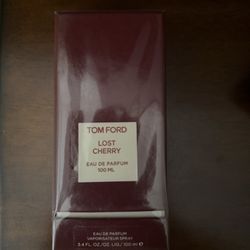 TOM FORD
LOST
CHERRY
EAU DE PARFUM
100 ML
EAU DE PARFUM
VAPORISATEUR SPRAY
3.4 FL. OZ./OZ. LIQ./100 ml ℮